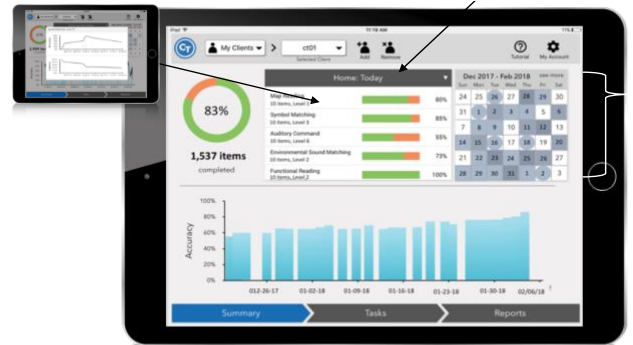 iPad
11:19 AM
11%
CT
My Clients
ct01
Selected Client
Add
Remove
Tutorial
My Account
83%
1,537 items
completed
Home: Today
Map Reading
10 items, Level 1
80%
Symbol Matching
10 items, Level 3
85%
Auditory Command
10 items, Level 6
55%
Environmental Sound Matching
10 items, Level 2
73%
Functional Reading
10 items, Level 2
100%
Dec 2017 - Feb 2018 see more
Sun Mon Tue Wed Thu Fri Sat
24 25 26 27 28 29 30
31 1 2 3 4 5 6
7 8 9 10 11 12 13
14 15 16 17 18 19 20
21 22 23 24 25 26 27
28 29 30 31 1 2 3
Accuracy
100%
80%
60%
40%
20%
0%
012-26-17 01-02-18 01-09-18 01-16-18 01-23-18 01-30-18 02/06/18
Summary
Tasks
Reports